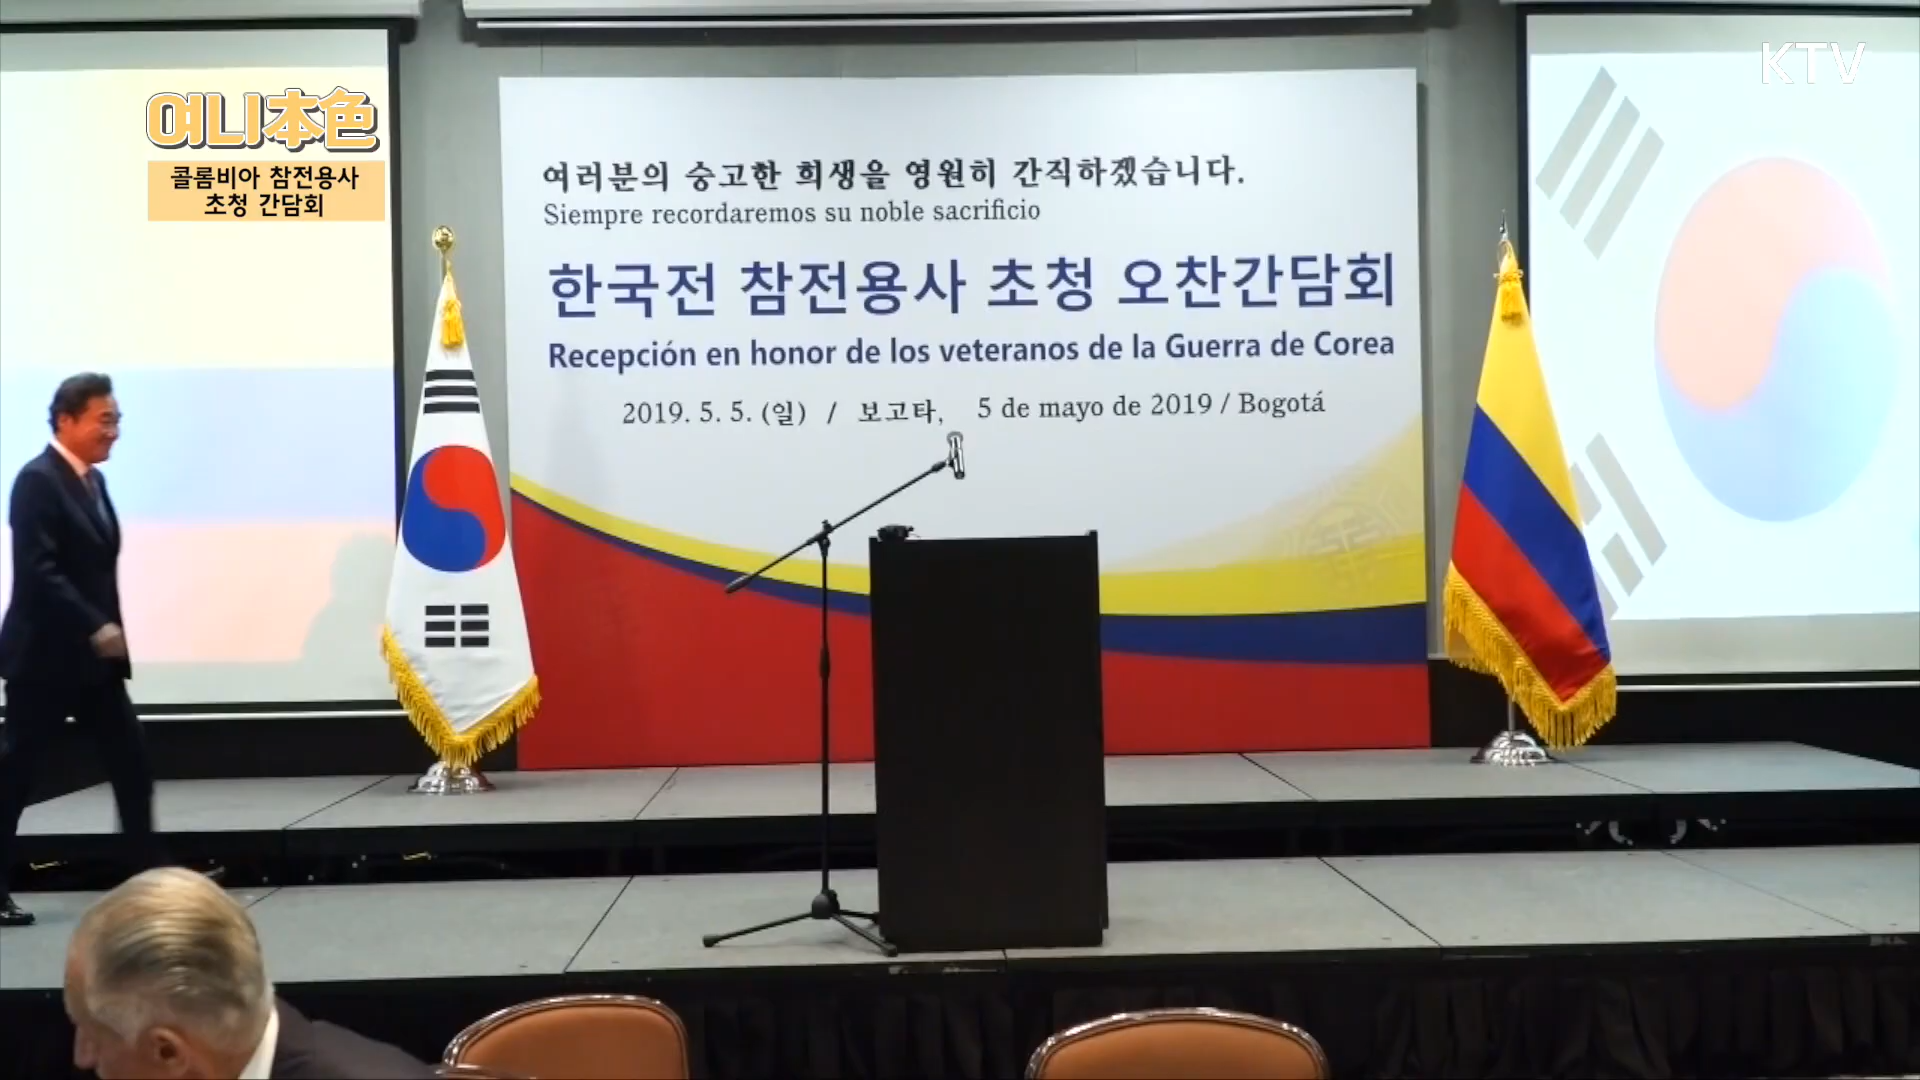 KTV
여니本色
콜롬비아 참전용사
초청 간담회
여러분의 숭고한 희생을 영원히 간직하겠습니다.
Siempre recordaremos su noble sacrificio
한국전 참전용사 초청 오찬간담회
Recepción en honor de los veteranos de la Guerra de Corea
2019. 5. 5. (일) / 보고타, 5 de mayo de 2019 / Bogotá